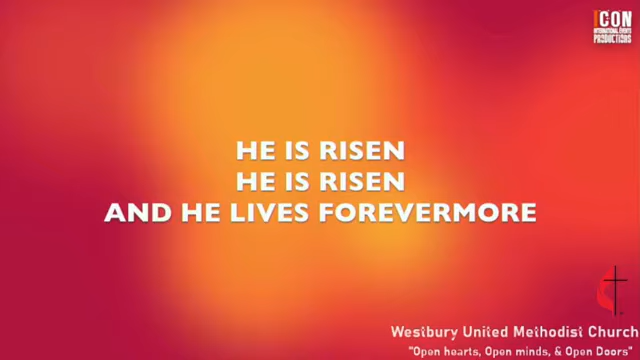 ICON
INTERNATIONAL EVENTS
PRODUCTIONS
HE IS RISEN
HE IS RISEN
AND HE LIVES FOREVERMORE
Westbury United Methodist Church
"Open hearts, Open minds, & Open Doors"